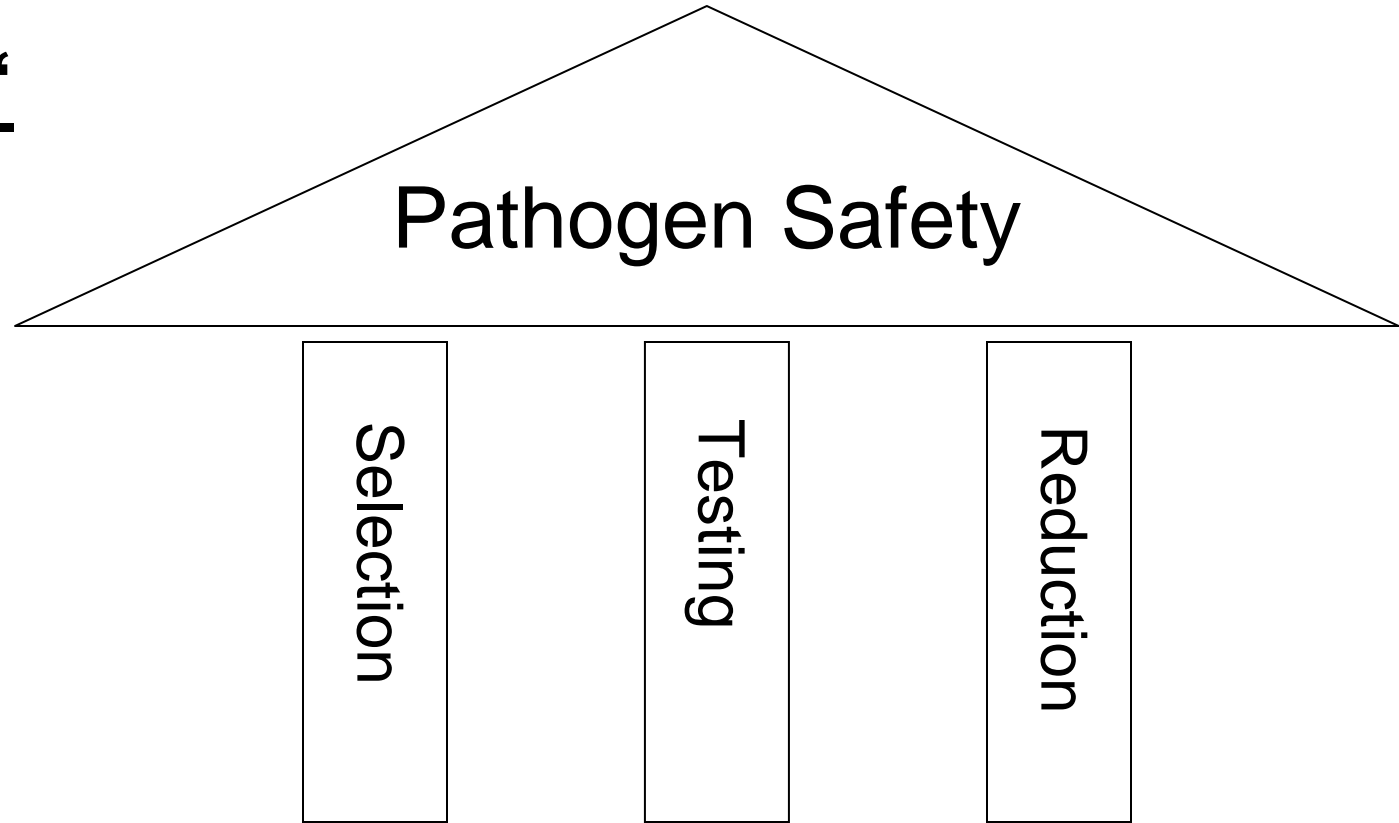 “
Pathogen Safety
Selection
Testing
Reduction